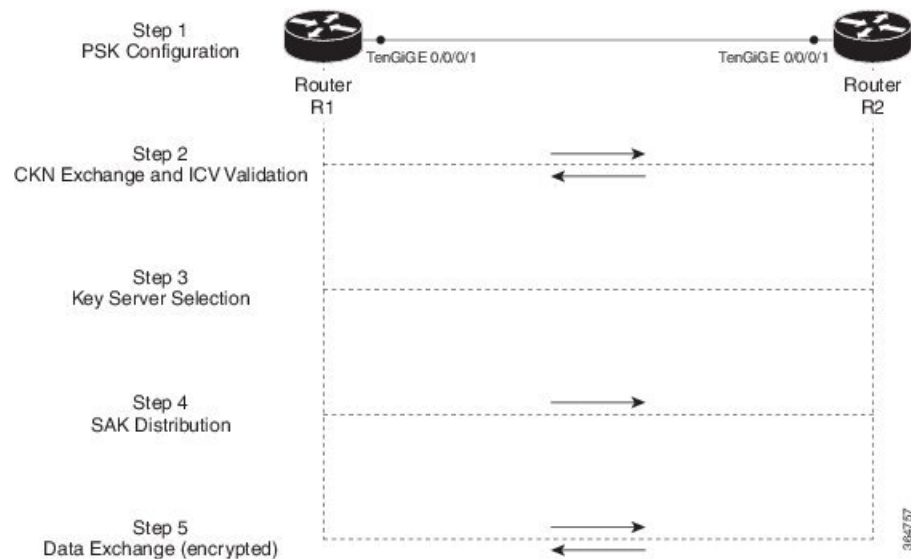 Step 1
PSK Configuration
TenGiGE 0/0/0/1
TenGiGE 0/0/0/1
Router
R1
Router
R2
Step 2
CKN Exchange and ICV Validation
Step 3
Key Server Selection
Step 4
SAK Distribution
Step 5
Data Exchange (encrypted)
364757